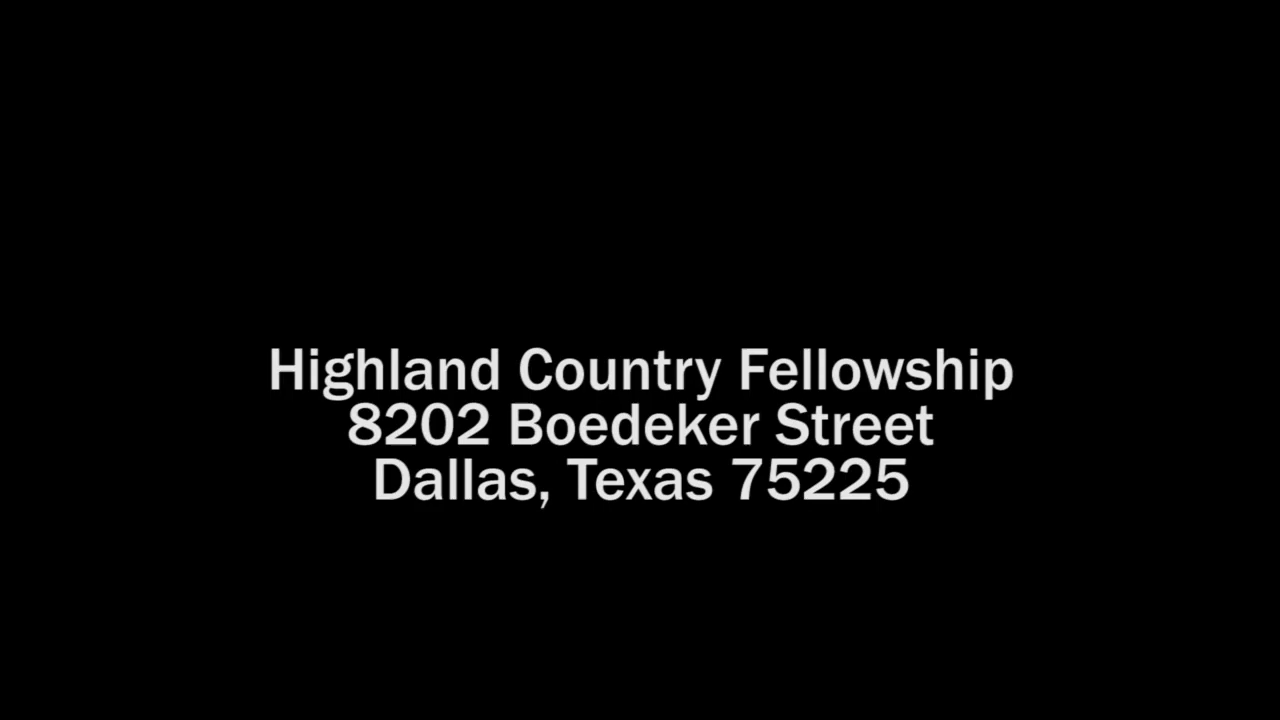 Highland Country Fellowship
8202 Boedeker Street
Dallas, Texas 75225